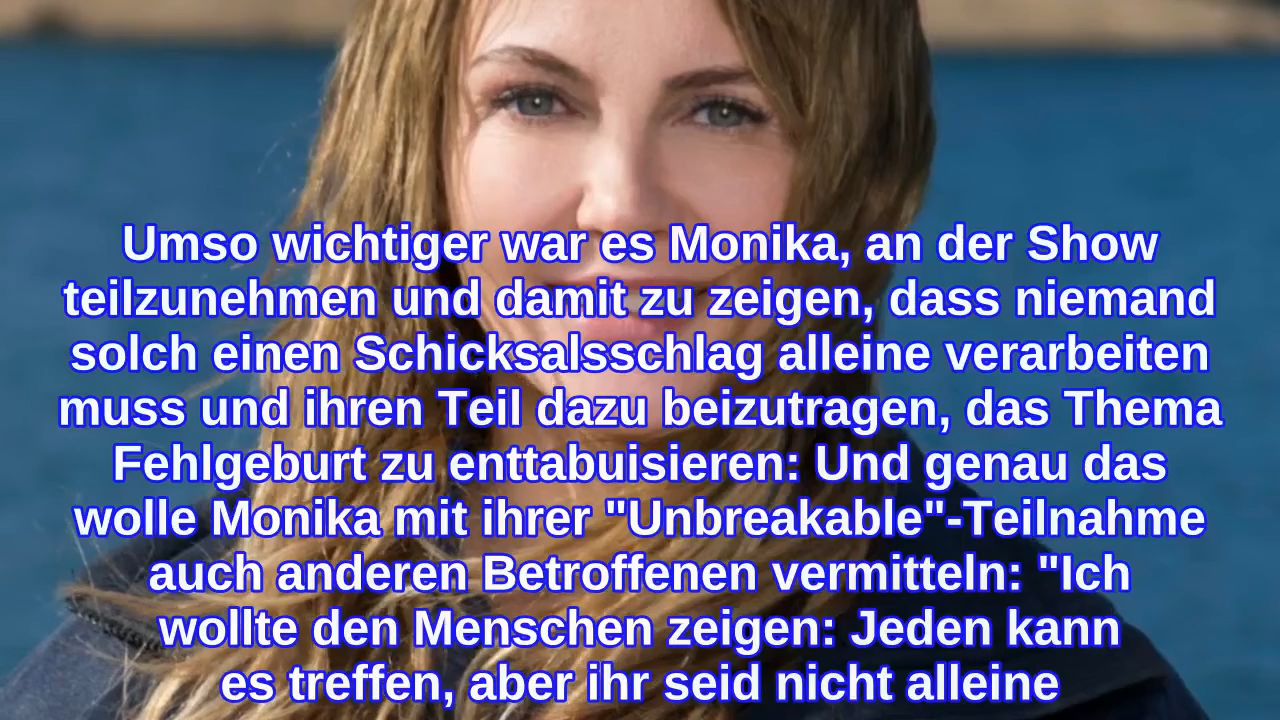 Umso wichtiger war es Monika, an der Show
teilzunehmen und damit zu zeigen, dass niemand
solch einen Schicksalsschlag alleine verarbeiten
muss und ihren Teil dazu beizutragen, das Thema
Fehlgeburt zu enttabuisieren: Und genau das
wolle Monika mit ihrer "Unbreakable"-Teilnahme
auch anderen Betroffenen vermitteln: "Ich
wollte den Menschen zeigen: Jeden kann
es treffen, aber ihr seid nicht alleine